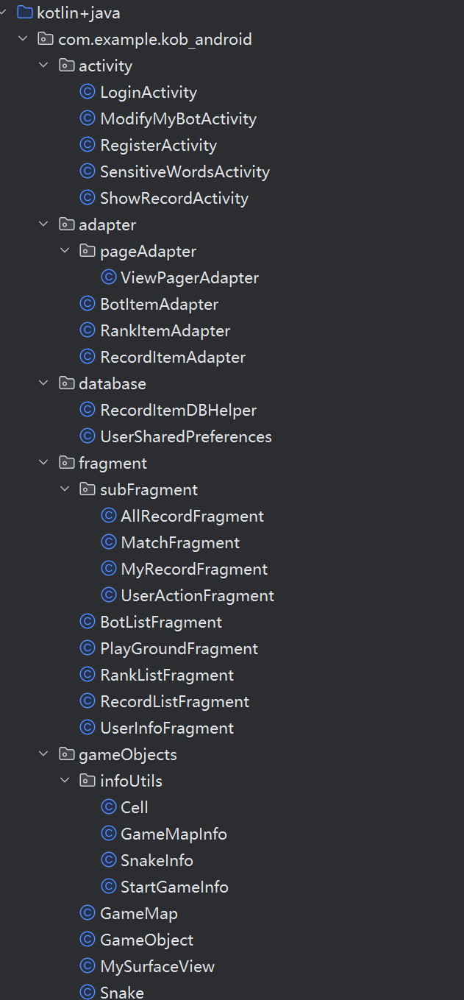 kotlin+java
com.example.kob_android
activity
LoginActivity
ModifyMyBotActivity
RegisterActivity
SensitiveWordsActivity
ShowRecordActivity
adapter
pageAdapter
ViewPagerAdapter
BotItemAdapter
RankItemAdapter
RecordItemAdapter
database
RecordItemDBHelper
UserSharedPreferences
fragment
subFragment
AllRecordFragment
MatchFragment
MyRecordFragment
UserActionFragment
BotListFragment
PlayGroundFragment
RankListFragment
RecordListFragment
UserInfoFragment
gameObjects
infoUtils
Cell
GameMapInfo
SnakeInfo
StartGameInfo
GameMap
GameObject
MySurfaceView
Snake